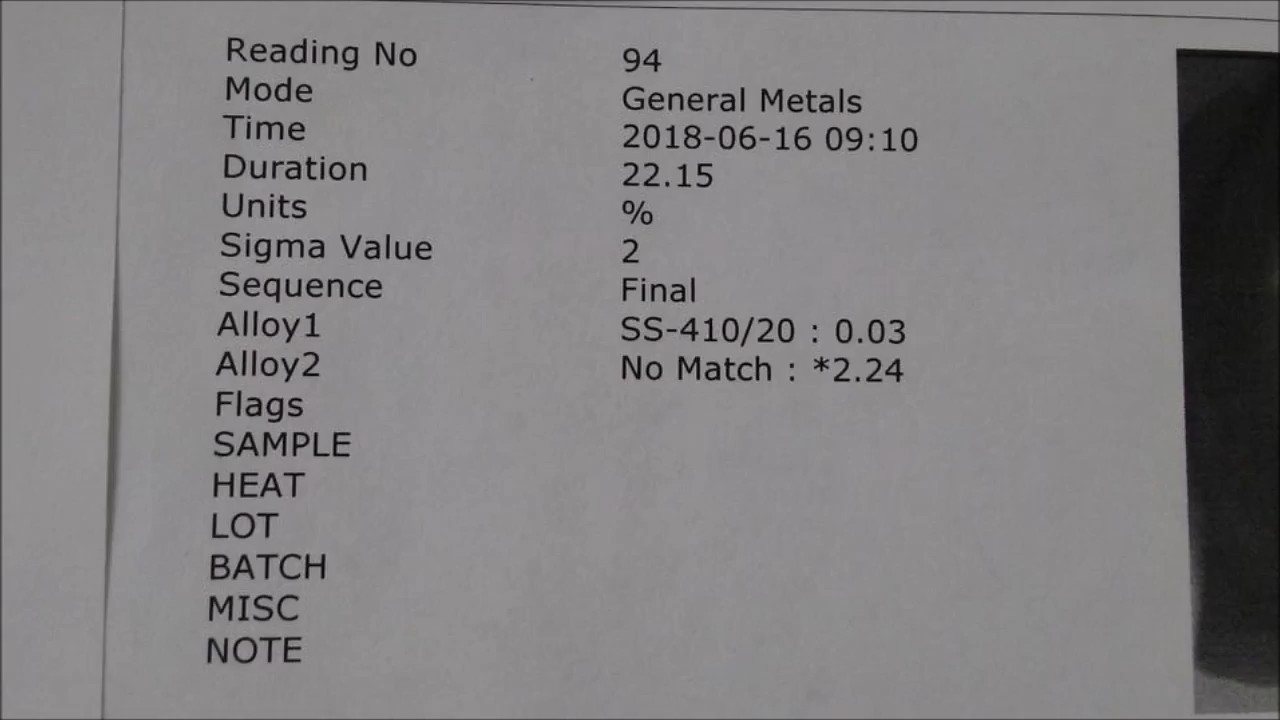 Reading No 94
Mode General Metals
Time 2018-06-16 09:10
Duration 22.15
Units %
Sigma Value 2
Sequence Final
Alloy1 SS-410/20 : 0.03
Alloy2 No Match : *2.24
Flags
SAMPLE
HEAT
LOT
BATCH
MISC
NOTE